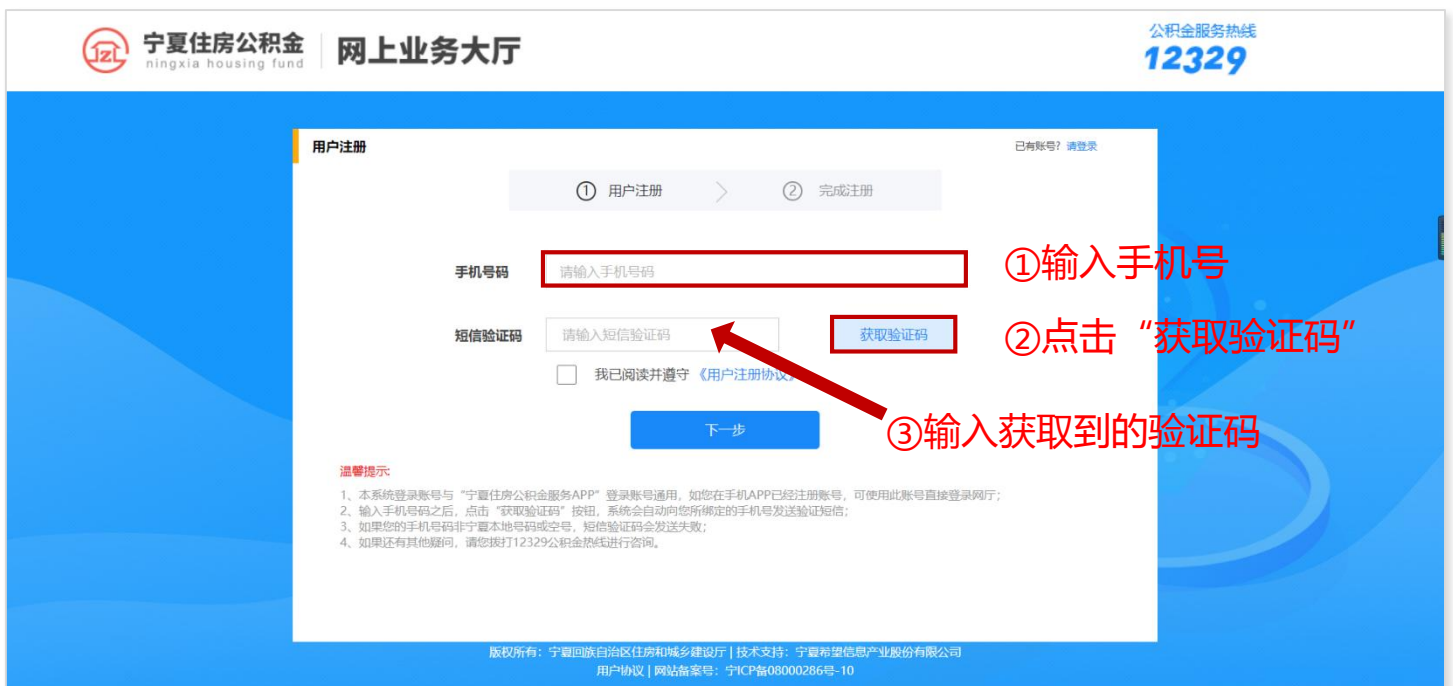 宁夏住房公积金
ningxia housing fund
网上业务大厅
公积金服务热线
12329
用户注册
已有账号? 请登录
① 用户注册
② 完成注册
手机号码
请输入手机号码
①输入手机号
短信验证码
请输入短信验证码
获取验证码
②点击“获取验证码”
我已阅读并遵守《用户注册协议》
下一步
③输入获取到的验证码
温馨提示:
1、本系统登录账号与“宁夏住房公积金服务APP”登录账号通用，如您在手机APP已经注册账号，可使用此账号直接登录网厅；
2、输入手机号码之后，点击“获取验证码”按钮，系统会自动向您所绑定的手机号发送验证短信；
3、如果您的手机号码非宁夏本地号码或空号，短信验证码会发送失败；
4、如果还有其他疑问，请您拨打12329公积金热线进行咨询。
版权所有：宁夏回族自治区住房和城乡建设厅 | 技术支持：宁夏希望信息产业股份有限公司
用户协议 | 网站备案号：宁ICP备08000286号-10